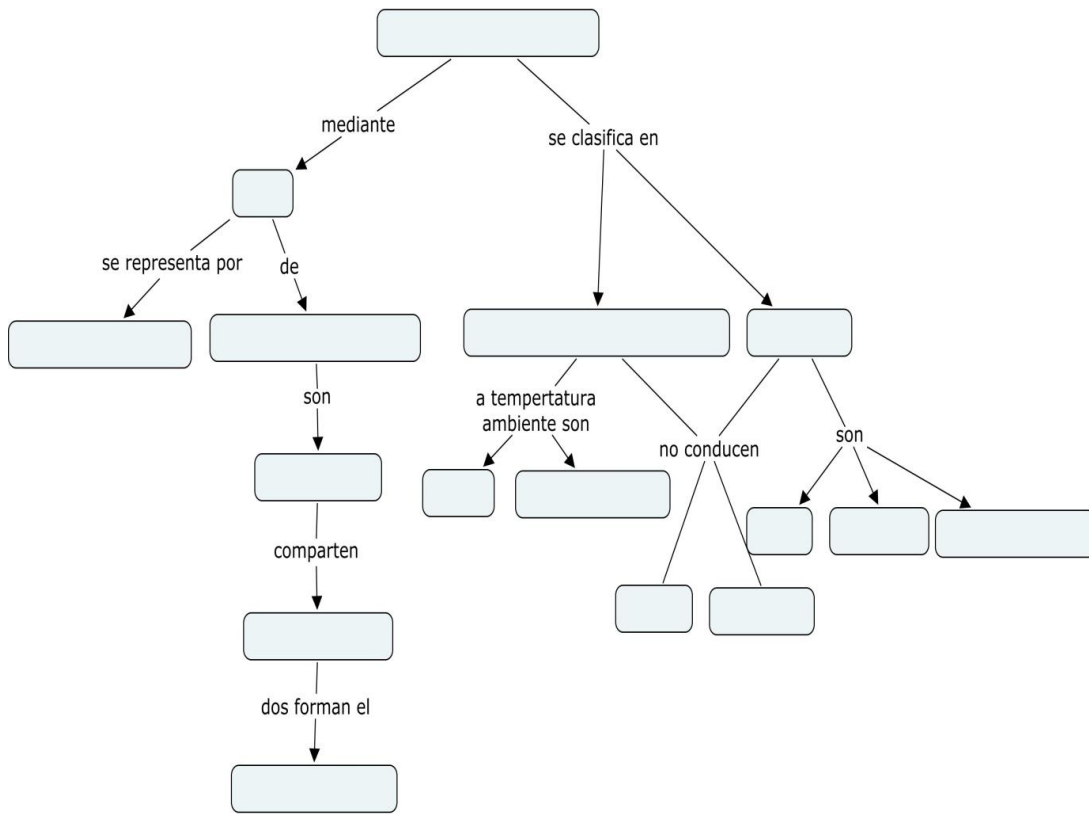 mediante
se clasifica en
se representa por
de
son
a tempertatura
ambiente son
no conducen
son
comparten
dos forman el